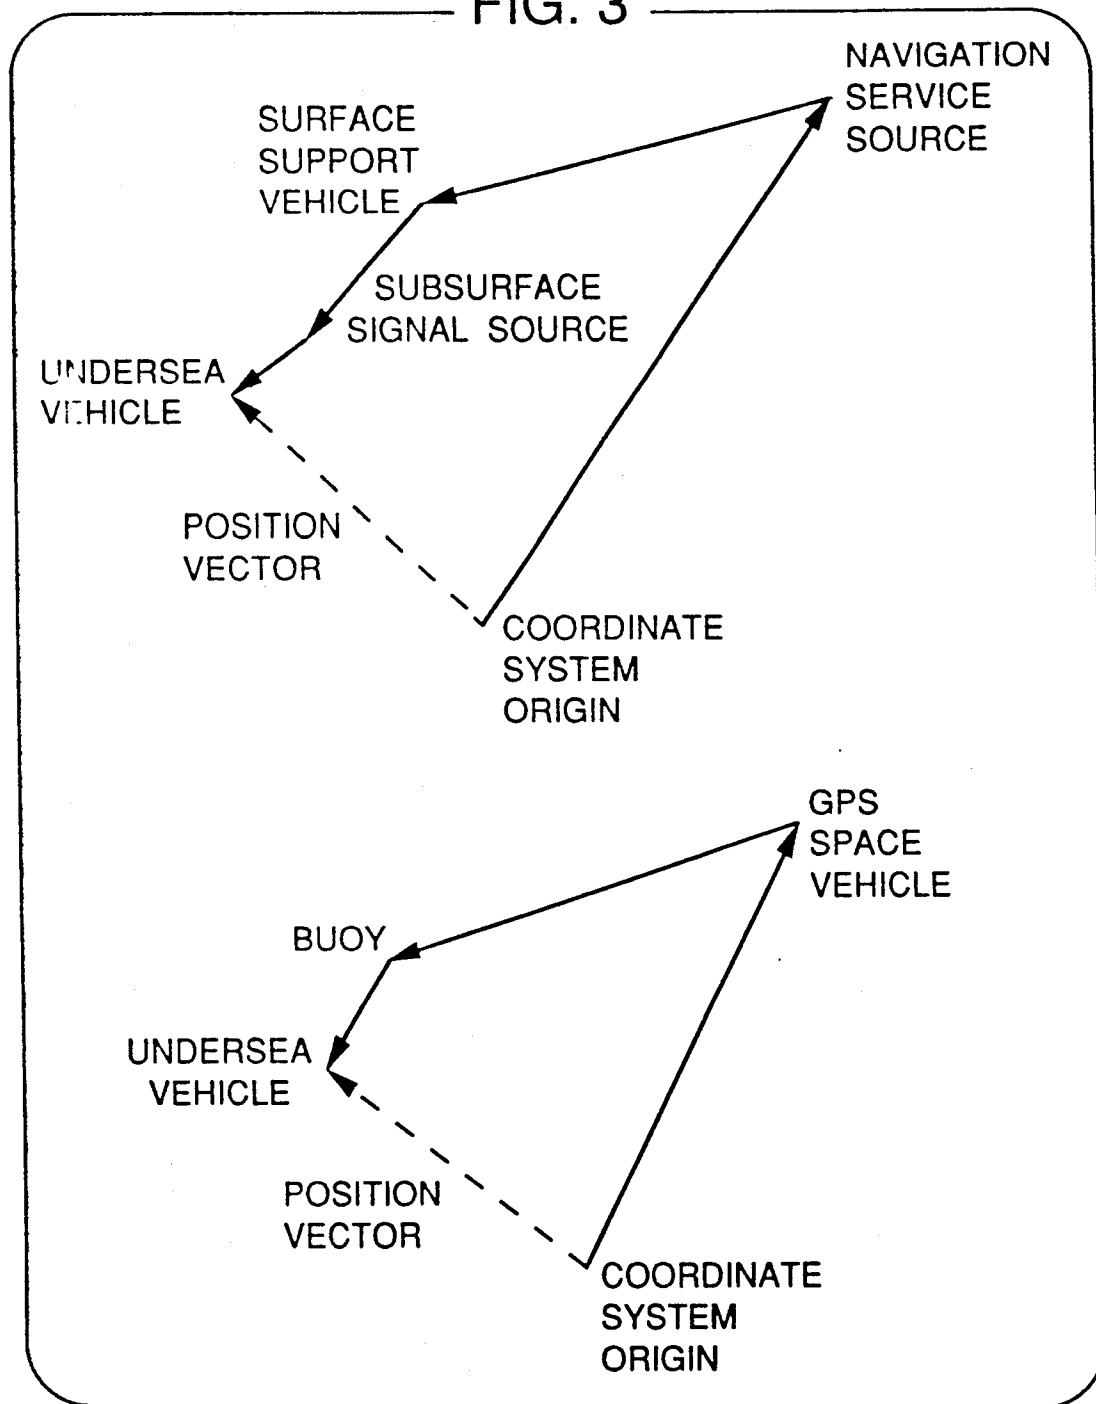 FIG. 3
NAVIGATION
SERVICE
SOURCE
SURFACE
SUPPORT
VEHICLE
SUBSURFACE
SIGNAL SOURCE
UNDERSEA
VEHICLE
POSITION
VECTOR
COORDINATE
SYSTEM
ORIGIN
GPS
SPACE
VEHICLE
BUOY
UNDERSEA
VEHICLE
POSITION
VECTOR
COORDINATE
SYSTEM
ORIGIN